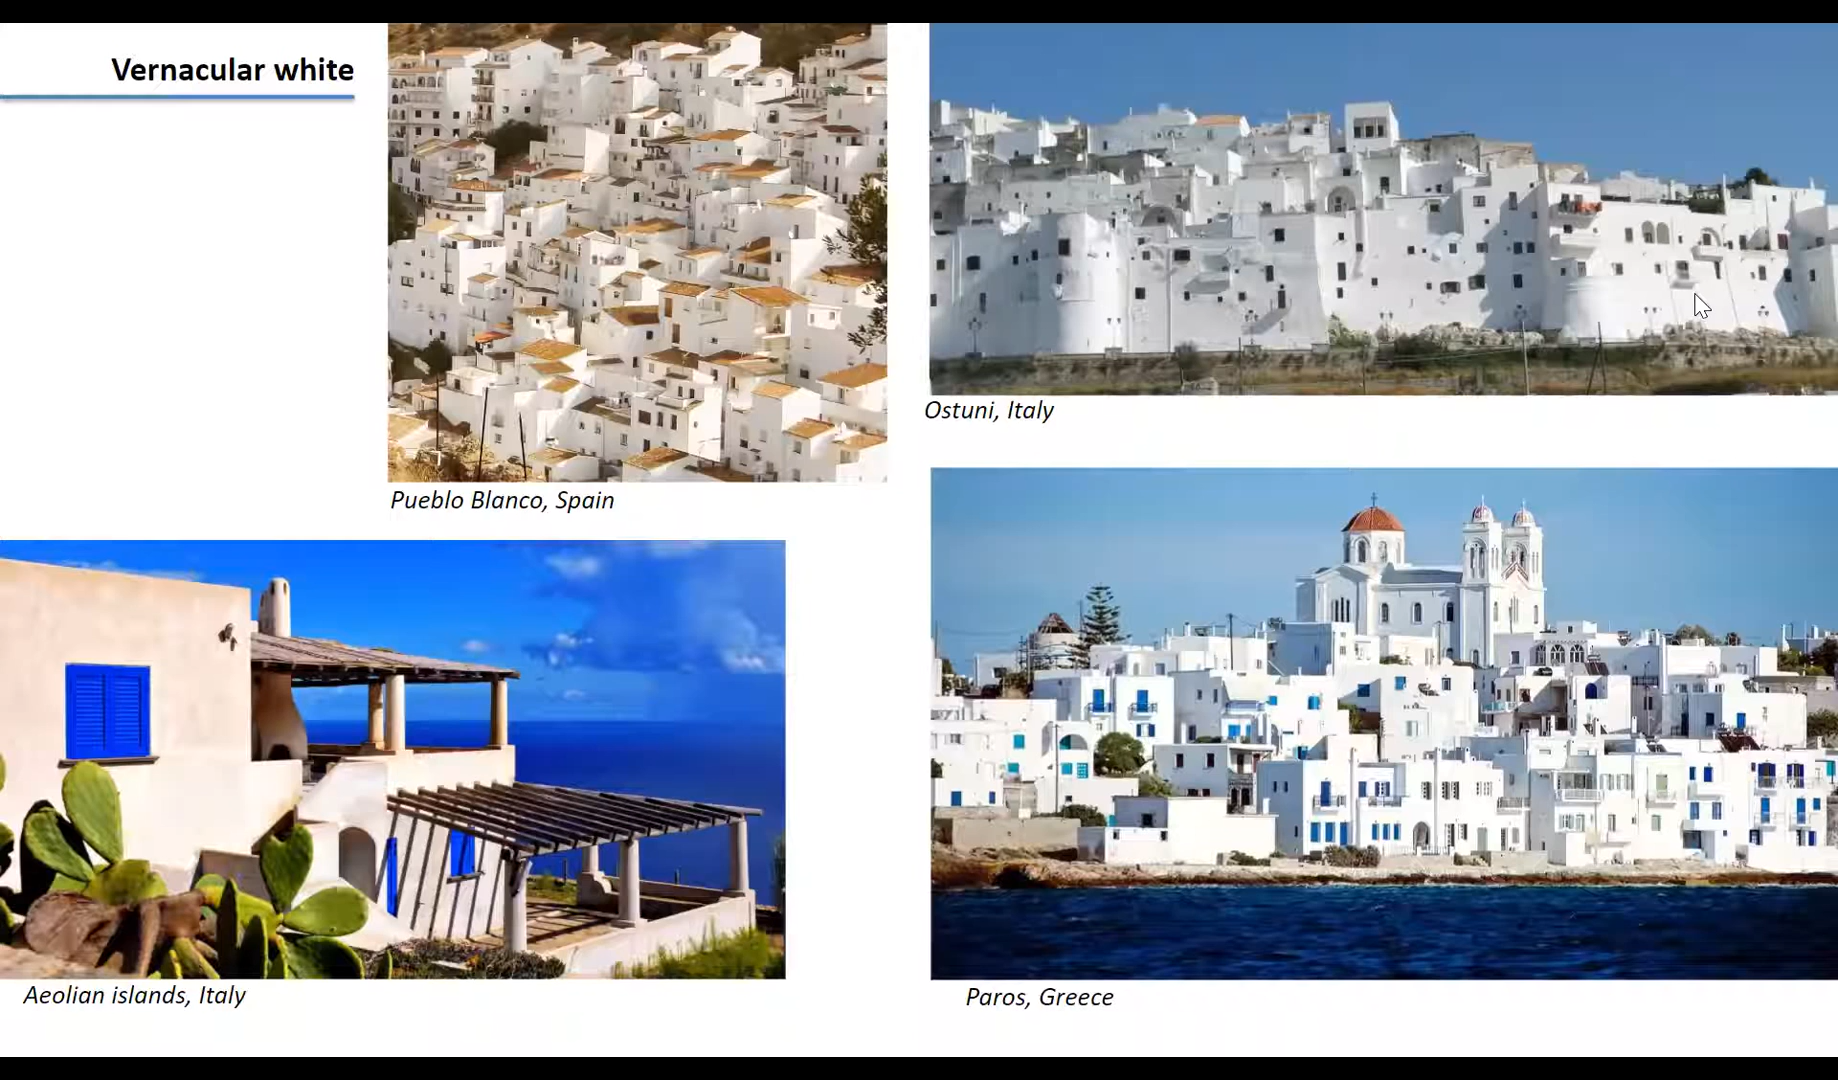 Vernacular white
Pueblo Blanco, Spain
Ostuni, Italy
Aeolian islands, Italy
Paros, Greece